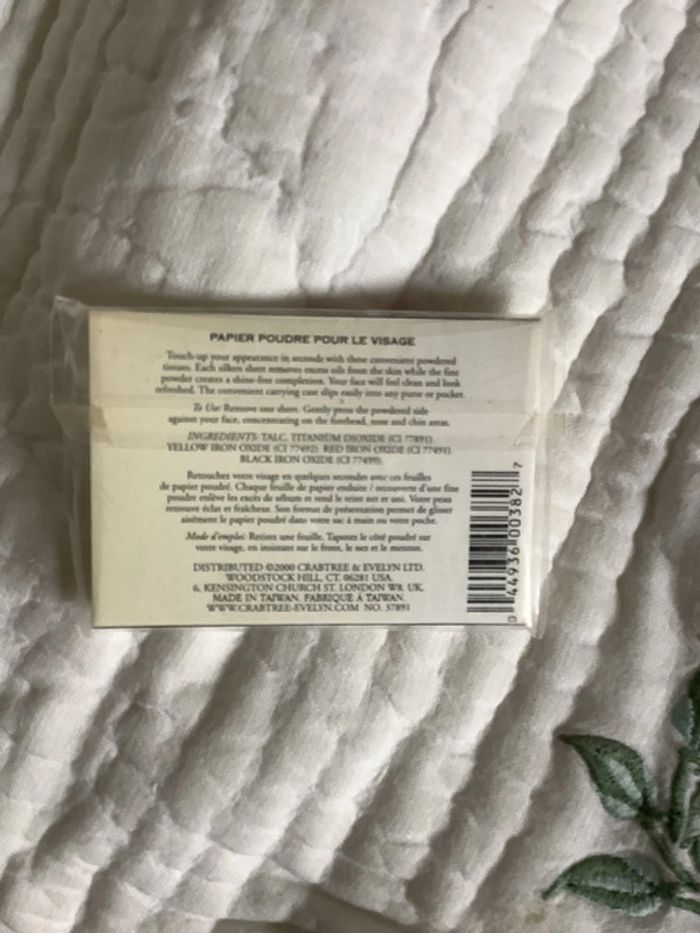 PAPIER POUDRE POUR LE VISAGE
Touch-up your appearance in seconds with these convenient powdered
tissues. Each silken sheet removes excess oils from the skin while the fine
powder creates a shine-free complexion. Your face will feel clean and look
refreshed. The convenient carrying case slips easily into any purse or pocket.
To Use: Remove one sheet. Gently press the powdered side
against your face, concentrating on the forehead, nose and chin areas.
INGREDIENTS: TALC, TITANIUM DIOXIDE (CI 77891),
YELLOW IRON OXIDE (CI 77492), RED IRON OXIDE (CI 77491),
BLACK IRON OXIDE (CI 77499).
Retouchez votre visage en quelques secondes avec ces feuilles
de papier poudré. Chaque feuille de papier enduite / recouverte d'une fine
poudre enlève les excès de sébum et rend le teint net et uni. Votre peau
retrouve éclat et fraîcheur. Son format de présentation permet de glisser
aisément le papier poudré dans votre sac à main ou votre poche.
Mode d'emploi: Retirez une feuille. Tapotez le côté poudré sur
votre visage, en insistant sur le front, le nez et le menton.
DISTRIBUTED ©2000 CRABTREE & EVELYN LTD.
WOODSTOCK HILL, CT. 06281 USA.
6, KENSINGTON CHURCH ST. LONDON W8. UK.
MADE IN TAIWAN. FABRIQUÉ À TAIWAN.
WWW.CRABTREE-EVELYN.COM NO. 37891
0 44936 00382 7